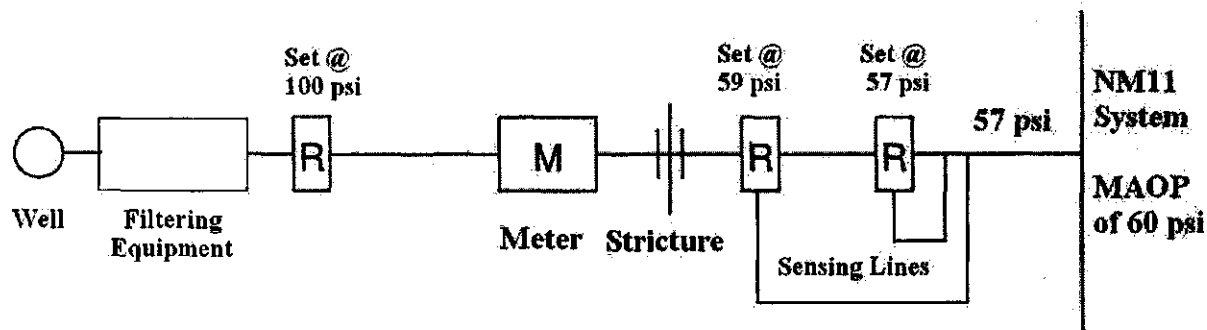 Set @
100 psi
Set @
59 psi
Set @
57 psi
57 psi
NM11
System
R
M
R
R
MAOP
of 60 psi
Well
Filtering
Equipment
Meter
Stricture
Sensing Lines